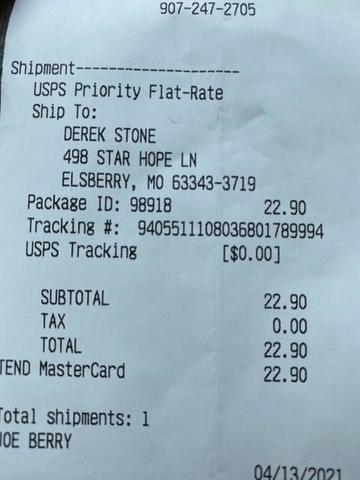 907-247-2705
Shipment--------------------
USPS Priority Flat-Rate
Ship To:
DEREK STONE
498 STAR HOPE LN
ELSBERRY, MO 63343-3719
Package ID: 98918 22.90
Tracking #: 9405511108036801789994
USPS Tracking [$0.00]
SUBTOTAL 22.90
TAX 0.00
TOTAL 22.90
TEND MasterCard 22.90
Total shipments: 1
JOE BERRY
04/13/2021